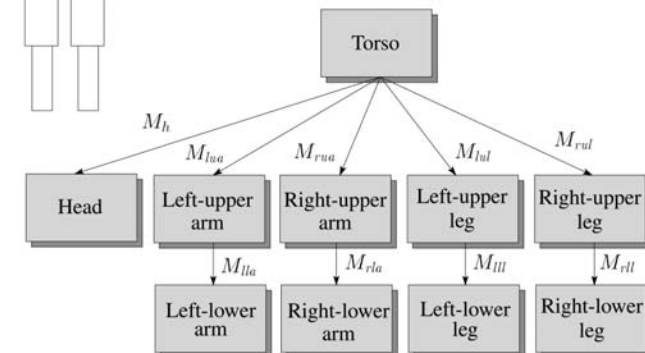 Torso
M_h
M_lua
M_rua
M_lul
M_rul
Head
Left-upper
arm
Right-upper
arm
Left-upper
leg
Right-upper
leg
M_lla
M_rla
M_lll
M_rll
Left-lower
arm
Right-lower
arm
Left-lower
leg
Right-lower
leg